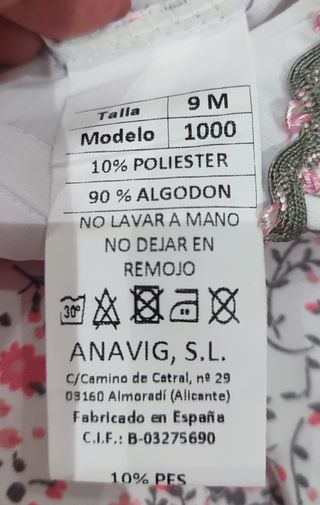 Talla 9 M
Modelo 1000
10% POLIESTER
90 % ALGODON
NO LAVAR A MANO
NO DEJAR EN
REMOJO
30°
ANAVIG, S.L.
C/Camino de Catral, nº 29
03160 Almoradí (Alicante)
Fabricado en España
C.I.F.: B-03275690
10% PES